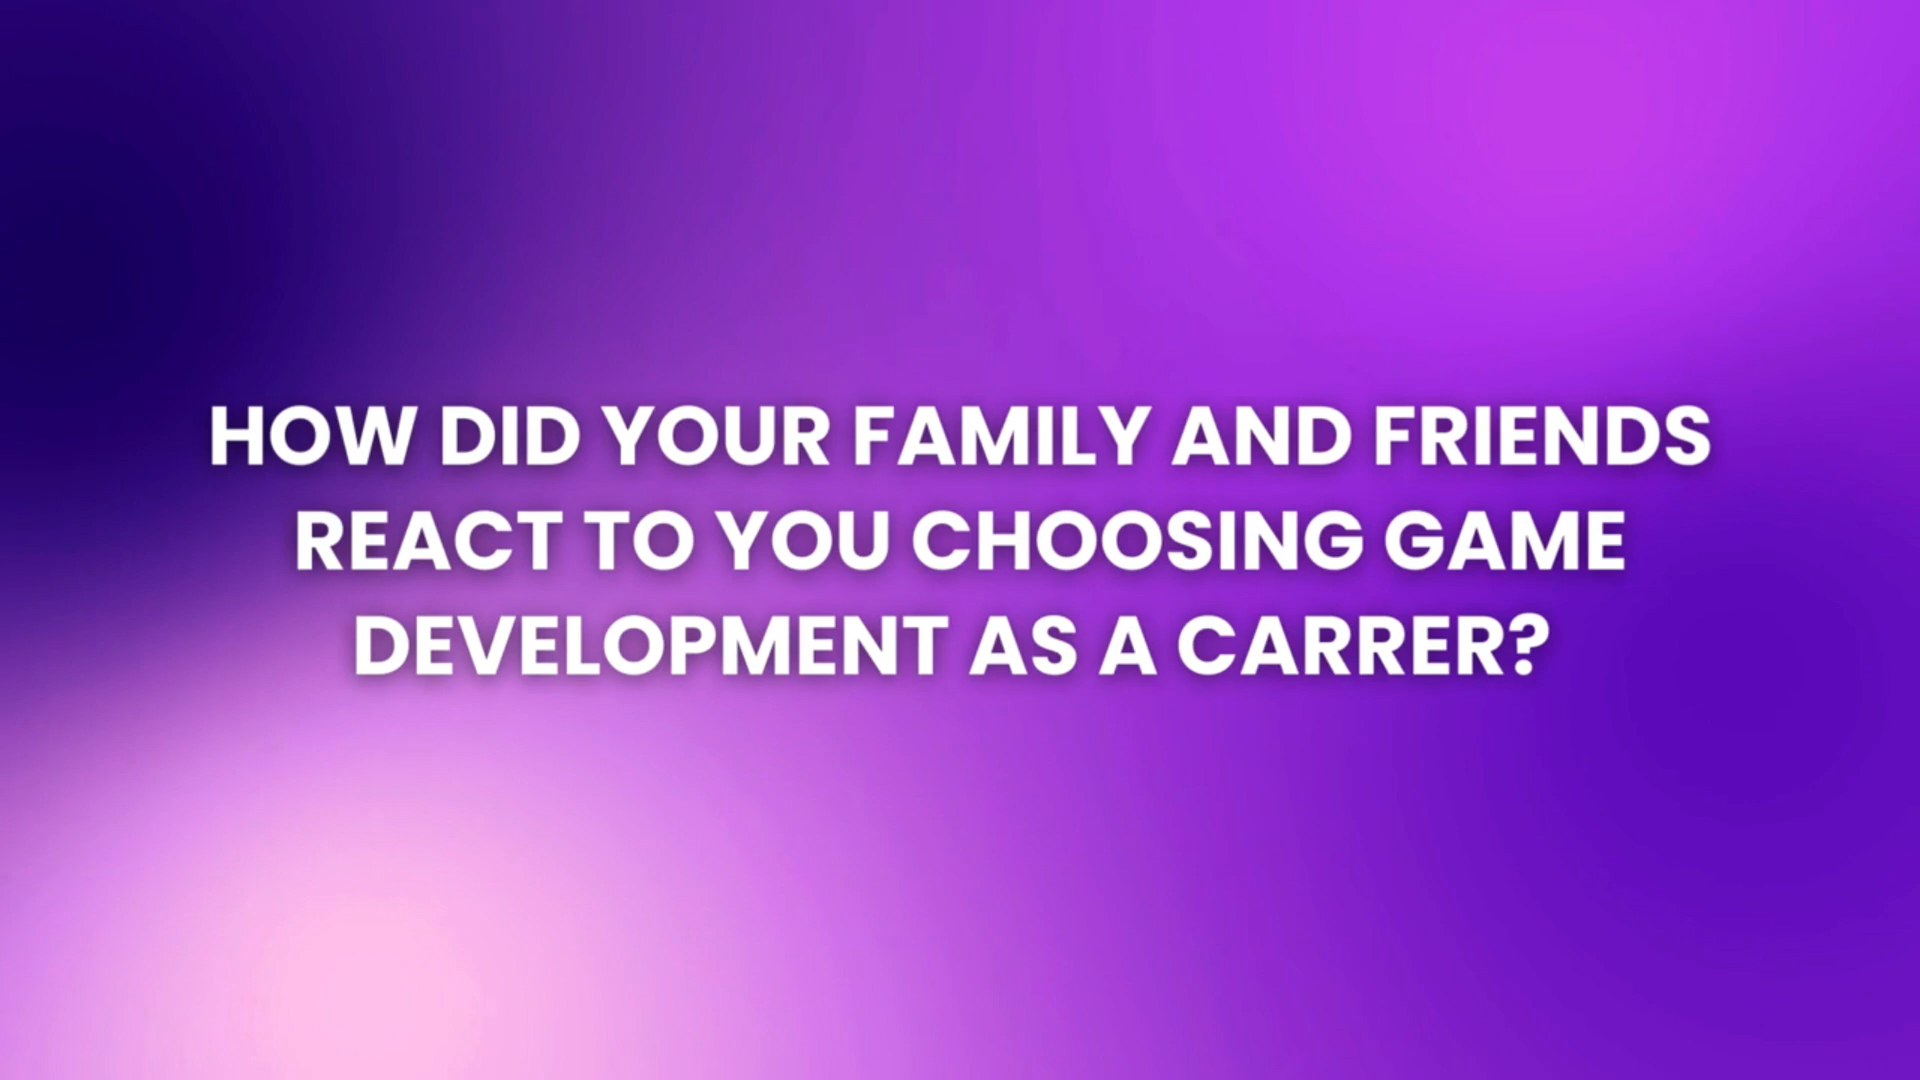 HOW DID YOUR FAMILY AND FRIENDS
REACT TO YOU CHOOSING GAME
DEVELOPMENT AS A CARRER?